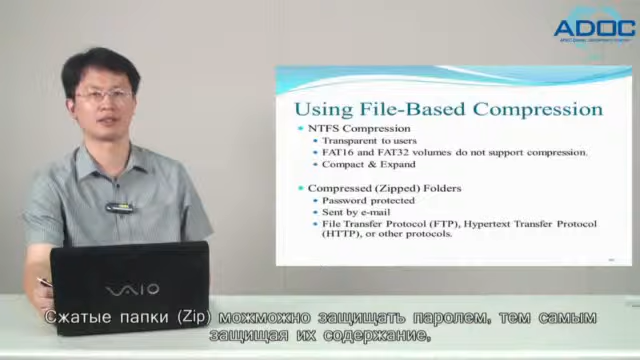 ADOC
Using File-Based Compression
NTFS Compression
Transparent to users
FAT16 and FAT32 volumes do not support compression.
Compact & Expand
Compressed (Zipped) Folders
Password protected
Sent by e-mail
File Transfer Protocol (FTP), Hypertext Transfer Protocol
(HTTP), or other protocols.
VAIO
Сжатые папки (Zip) можможно защищать паролем, тем самым
защищая их содержание,